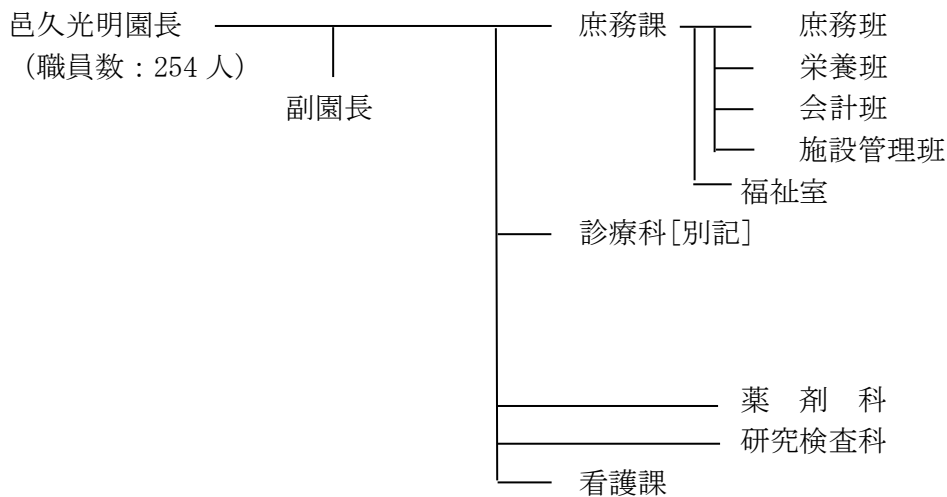 邑久光明園長 庶務課 庶務班
(職員数：254 人) 栄養班
副園長 会計班
施設管理班
福祉室
診療科[別記]
薬 剤 科
研究検査科
看護課